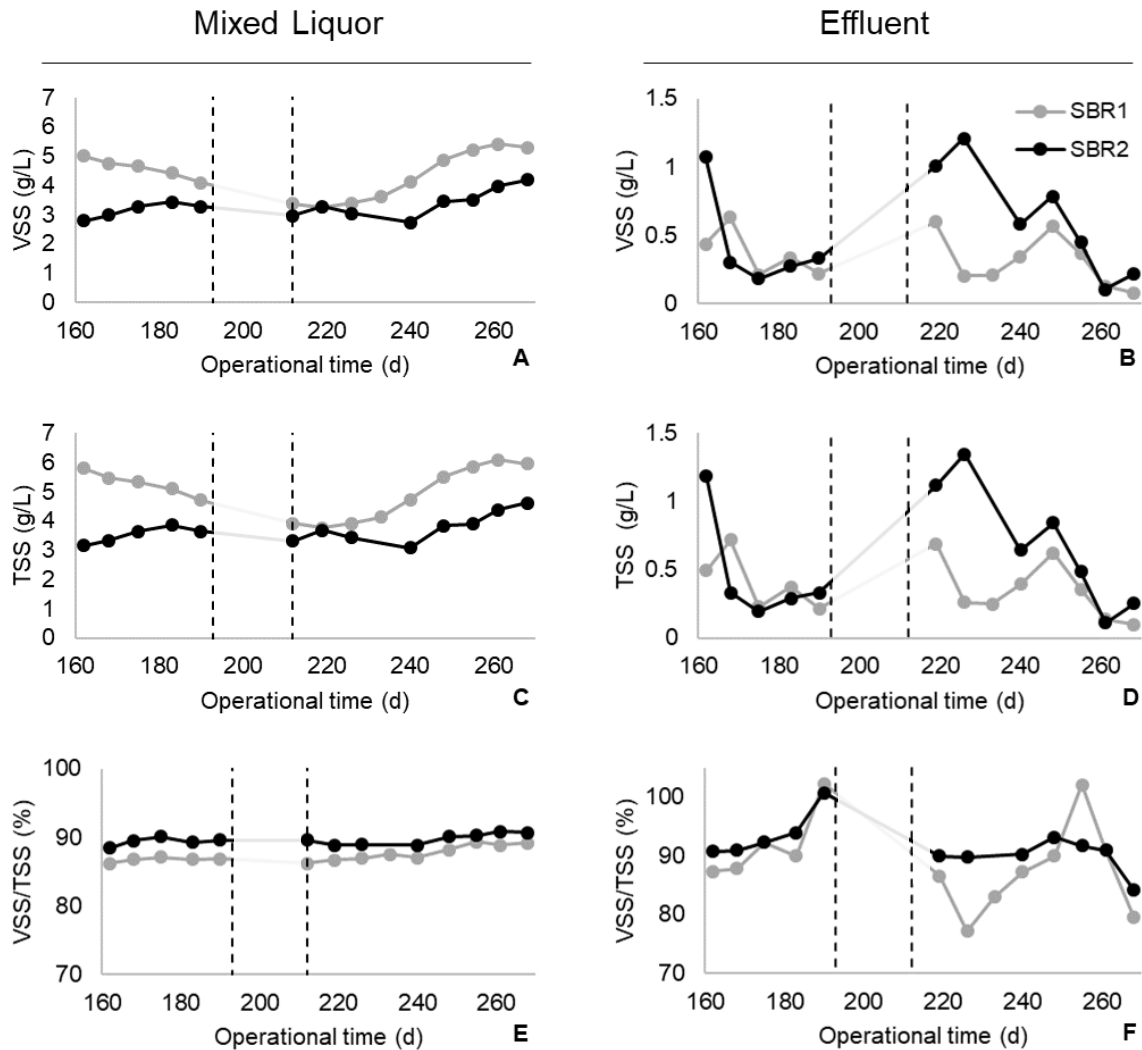 Mixed Liquor
Effluent
7
6
5
4
3
2
1
0
VSS (g/L)
160 180 200 220 240 260
Operational time (d)
A
1.5
1
0.5
0
VSS (g/L)
SBR1
SBR2
160 180 200 220 240 260
Operational time (d)
B
7
6
5
4
3
2
1
0
TSS (g/L)
160 180 200 220 240 260
Operational time (d)
C
1.5
1
0.5
0
TSS (g/L)
160 180 200 220 240 260
Operational time (d)
D
100
90
80
70
VSS/TSS (%)
160 180 200 220 240 260
Operational time (d)
E
100
90
80
70
VSS/TSS (%)
160 180 200 220 240 260
Operational time (d)
F